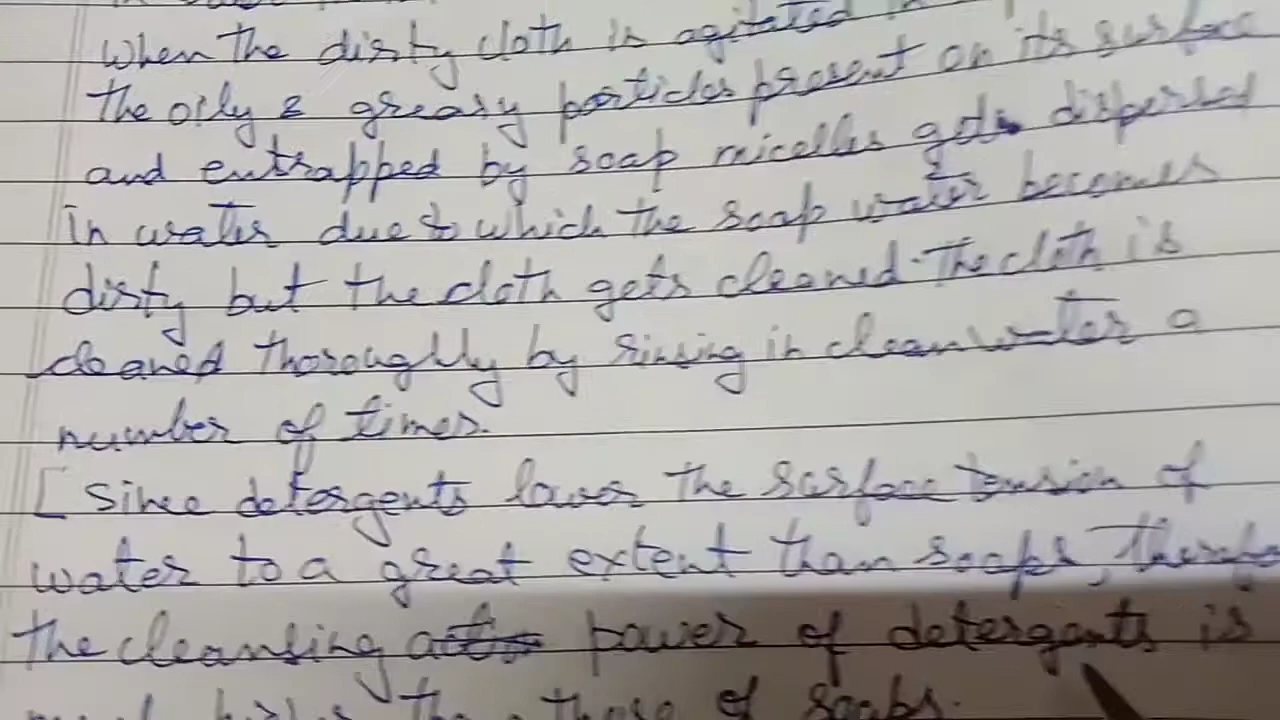 When the dirty cloth is agitated in
the oily & greasy particles present on its surface
and entrapped by soap micelles gets dispersed
in water due to which the soap water becomes
dirty but the cloth gets cleaned. The cloth is
cleaned thoroughly by rinsing in clean water a
number of times.
[ Since detergents lower the surface tension of
water to a great extent than soaps, therefo
the cleansing power of detergents is
those of soaps.